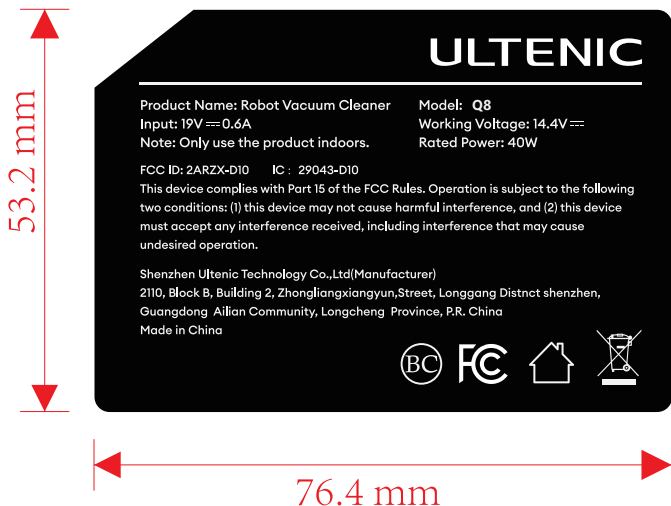 ULTENIC
Product Name: Robot Vacuum Cleaner Model: Q8
Input: 19V⎓0.6A Working Voltage: 14.4V⎓
Note: Only use the product indoors. Rated Power: 40W
FCC ID: 2ARZX-D10 IC : 29043-D10
This device complies with Part 15 of the FCC Rules. Operation is subject to the following
two conditions: (1) this device may not cause harmful interference, and (2) this device
must accept any interference received, including interference that may cause
undesired operation.
Shenzhen Ultenic Technology Co.,Ltd(Manufacturer)
2110, Block B, Building 2, Zhongliangxiangyun,Street, Longgang Distnct shenzhen,
Guangdong Ailian Community, Longcheng Province, P.R. China
Made in China
BC FC
53.2 mm
76.4 mm